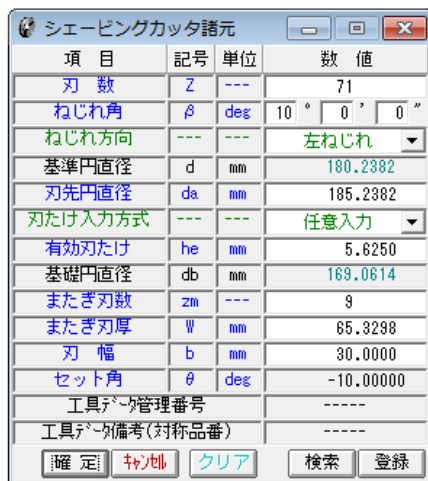 シェービングカッタ諸元
項 目 記号 単位 数 値
刃 数 Z --- 71
ねじれ角 β deg 10 ° 0 ' 0 "
ねじれ方向 --- --- 左ねじれ
基準円直径 d mm 180.2382
刃先円直径 da mm 185.2382
刃たけ入力方式 --- --- 任意入力
有効刃たけ he mm 5.6250
基礎円直径 db mm 169.0614
またぎ刃数 zm --- 9
またぎ刃厚 W mm 65.3298
刃 幅 b mm 30.0000
セット角 θ deg -10.00000
工具ﾃﾞｰﾀ管理番号 -----
工具ﾃﾞｰﾀ備考(対称品番) -----
確 定 ｷｬﾝｾﾙ クリア 検索 登録